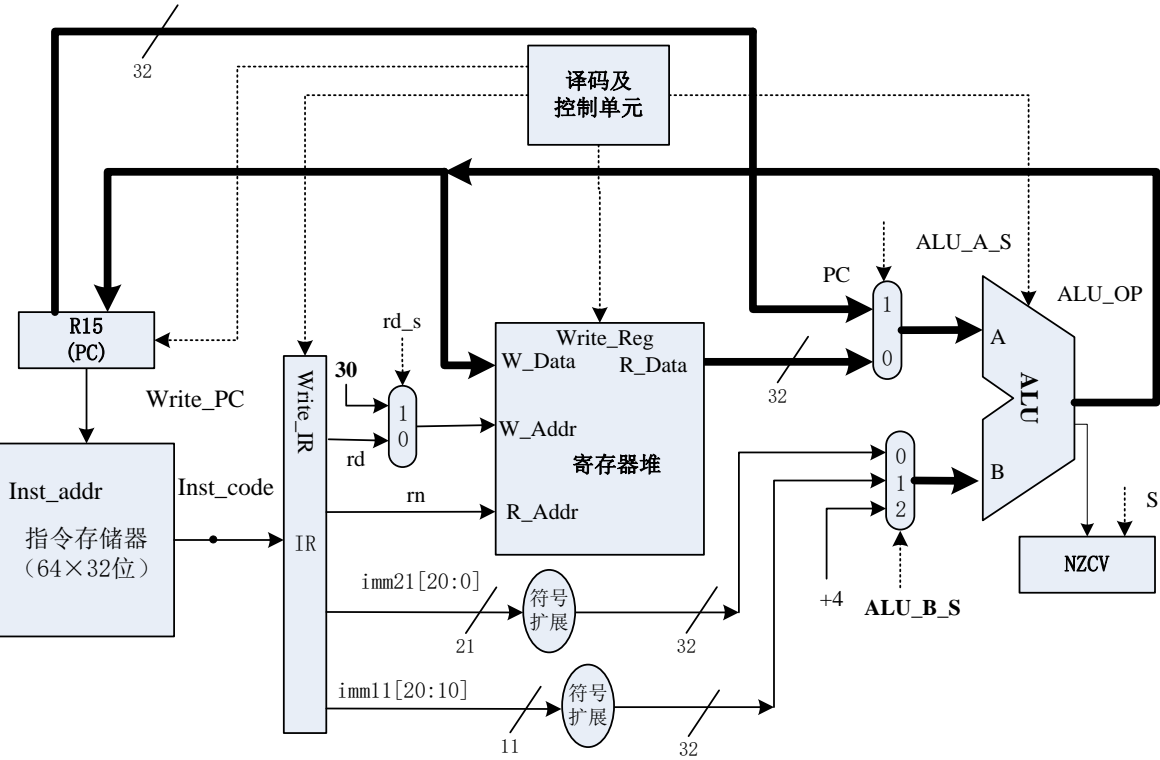 32
译码及
控制单元
ALU_A_S
PC
ALU_OP
R15
(PC)
rd_s
1
0
A
Write_Reg
W_Data
R_Data
32
30
Write_PC
Write_IR
1
0
rd
W_Addr
寄存器堆
ALU
B
0
1
2
Inst_addr
Inst_code
rn
R_Addr
S
指令存储器
（64×32位）
IR
NZCV
imm21[20:0]
符号
扩展
21
32
+4
ALU_B_S
imm11[20:10]
符号
扩展
11
32